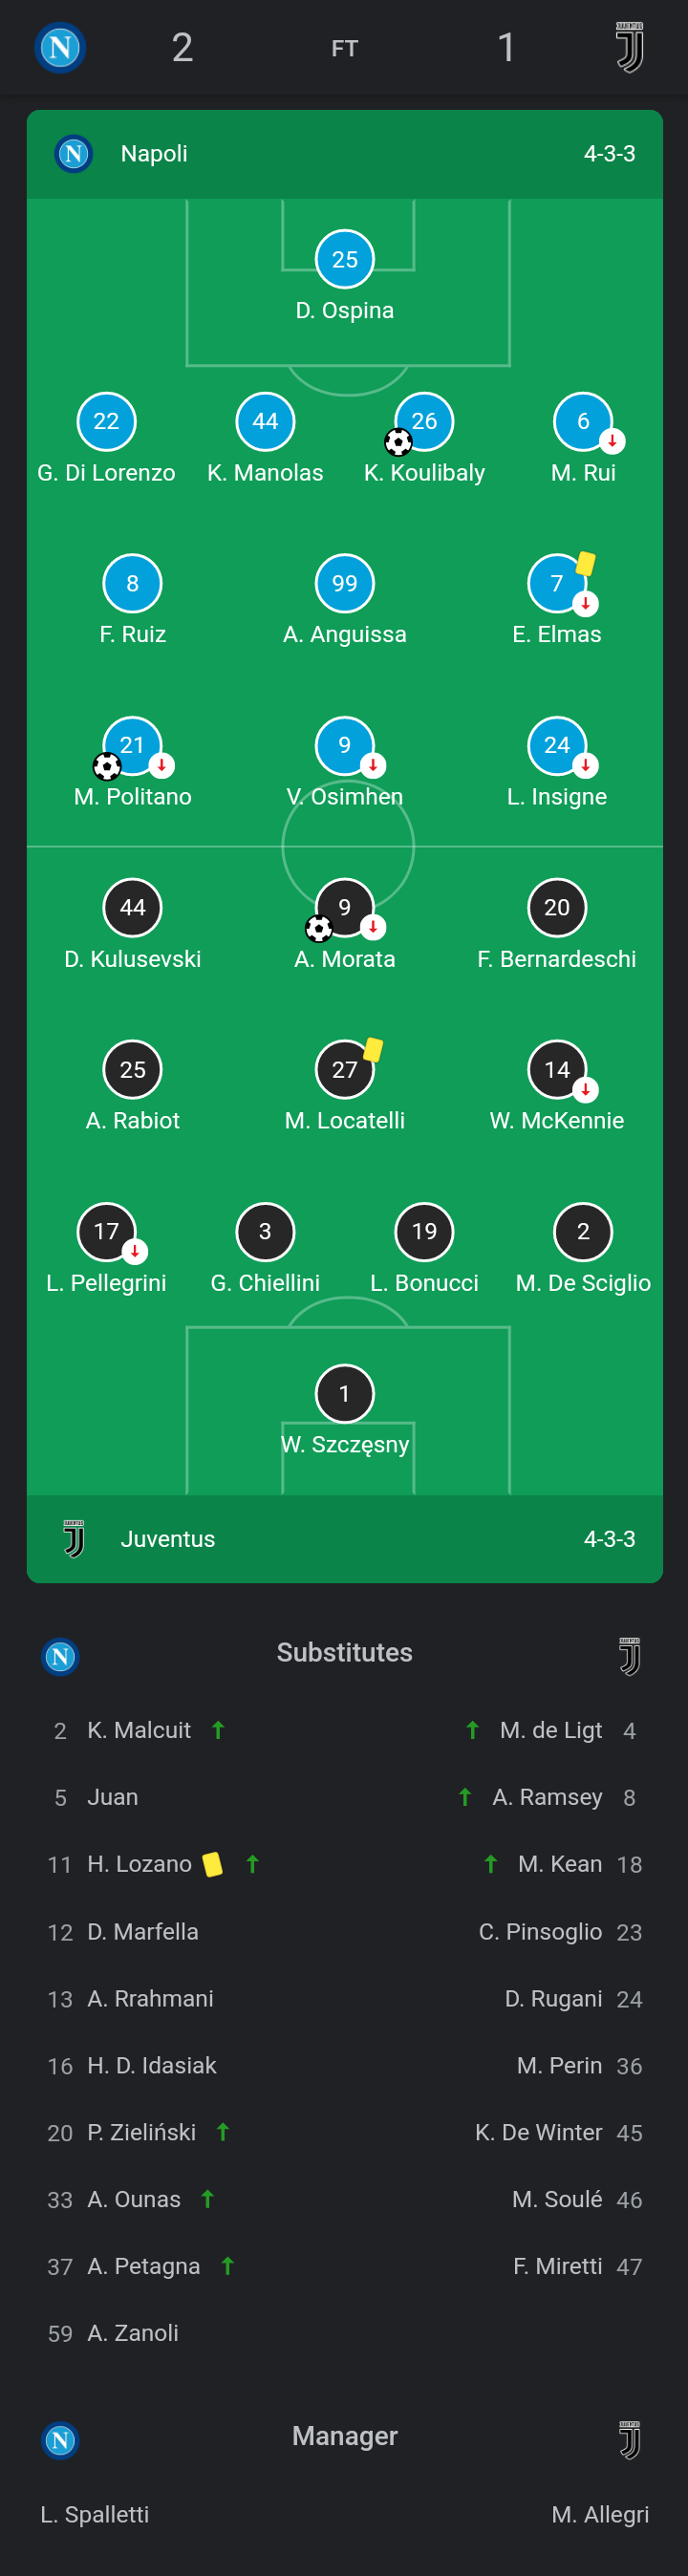 2 FT 1
Napoli 4-3-3
25
D. Ospina
22 44 26 6
G. Di Lorenzo K. Manolas K. Koulibaly M. Rui
8 99 7
F. Ruiz A. Anguissa E. Elmas
21 9 24
M. Politano V. Osimhen L. Insigne
44 9 20
D. Kulusevski A. Morata F. Bernardeschi
25 27 14
A. Rabiot M. Locatelli W. McKennie
17 3 19 2
L. Pellegrini G. Chiellini L. Bonucci M. De Sciglio
1
W. Szczęsny
Juventus 4-3-3
Substitutes
2 K. Malcuit M. de Ligt 4
5 Juan A. Ramsey 8
11 H. Lozano M. Kean 18
12 D. Marfella C. Pinsoglio 23
13 A. Rrahmani D. Rugani 24
16 H. D. Idasiak M. Perin 36
20 P. Zieliński K. De Winter 45
33 A. Ounas M. Soulé 46
37 A. Petagna F. Miretti 47
59 A. Zanoli
Manager
L. Spalletti M. Allegri